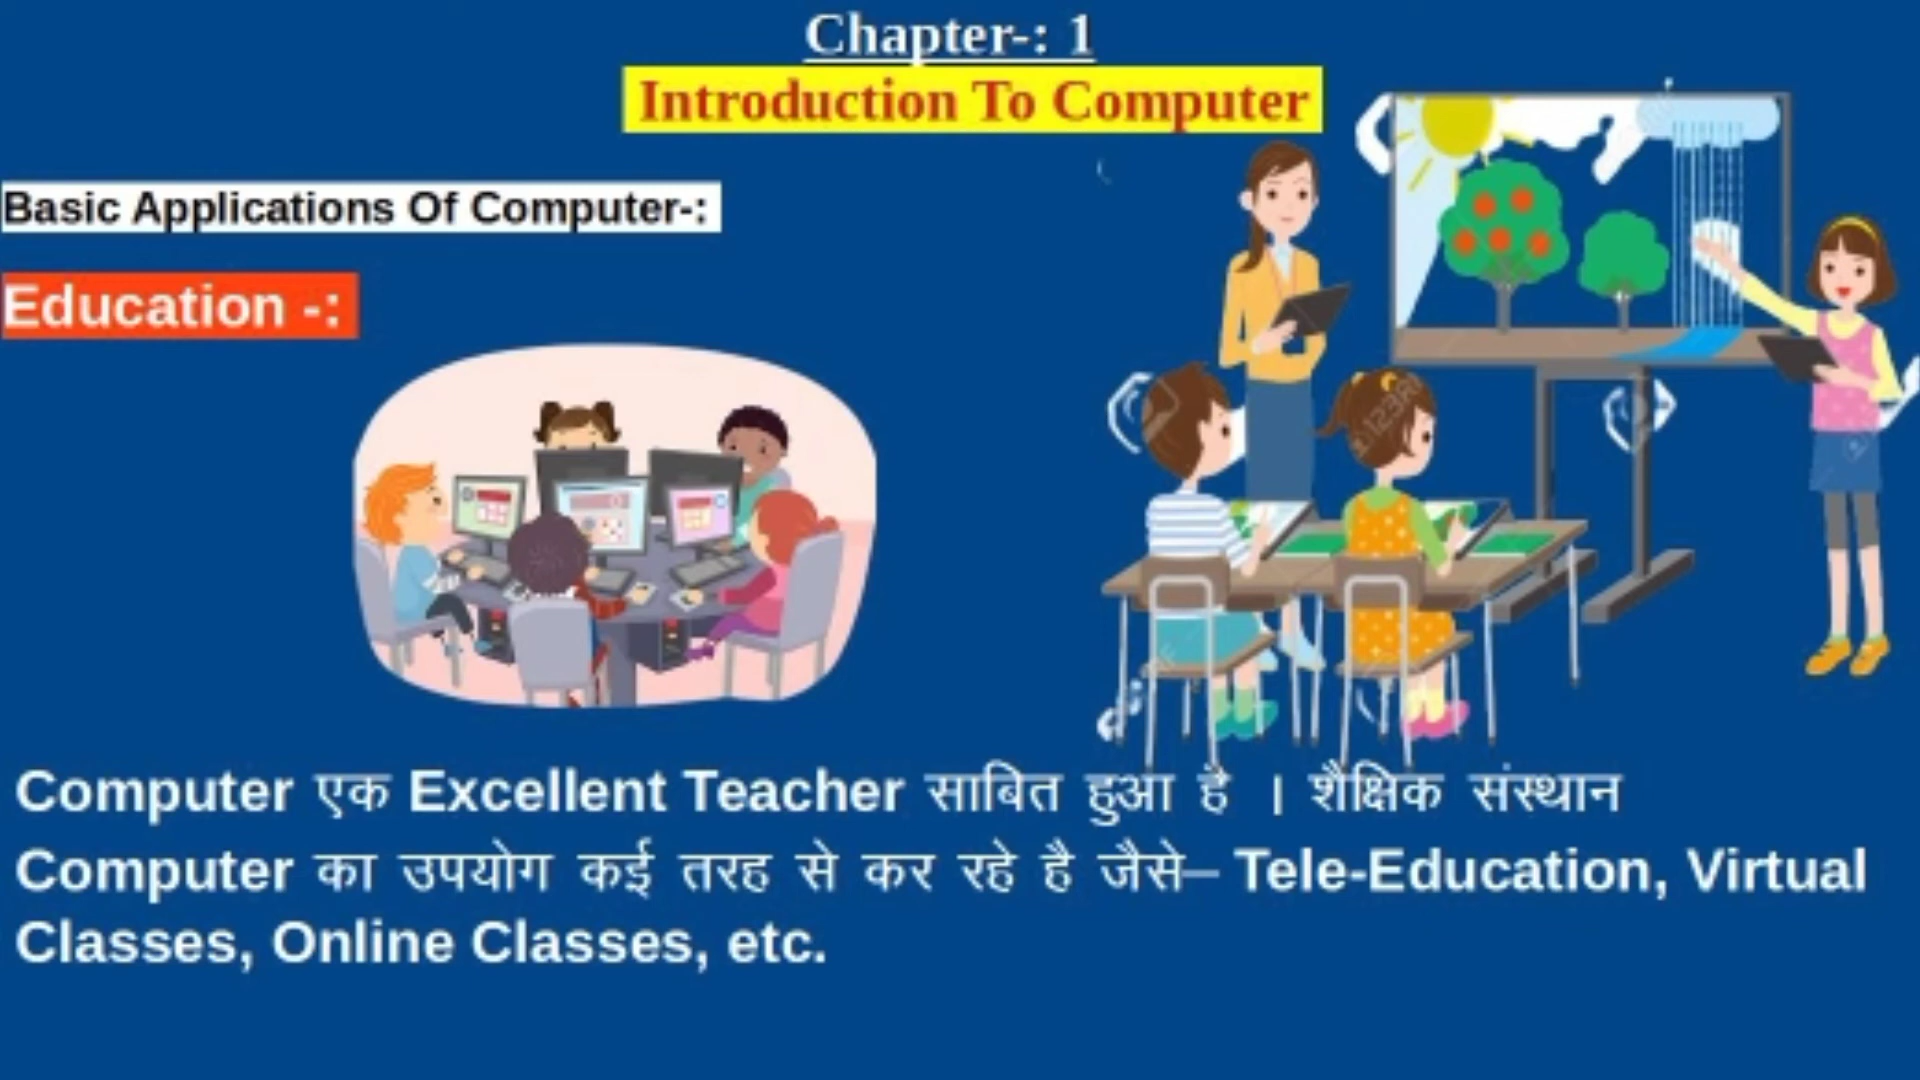 Chapter-: 1
Introduction To Computer
Basic Applications Of Computer-:
Education -:
Computer एक Excellent Teacher साबित हुआ है । शैक्षिक संस्थान
Computer का उपयोग कई तरह से कर रहे है जैसे– Tele-Education, Virtual
Classes, Online Classes, etc.